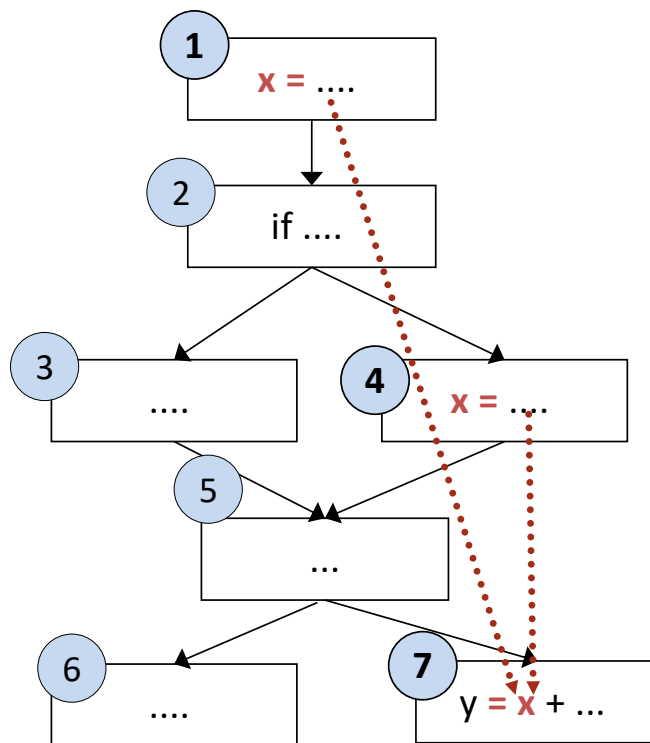 1
x = ....
2
if ....
3
....
4
x = ....
5
...
6
....
7
y = x + ...